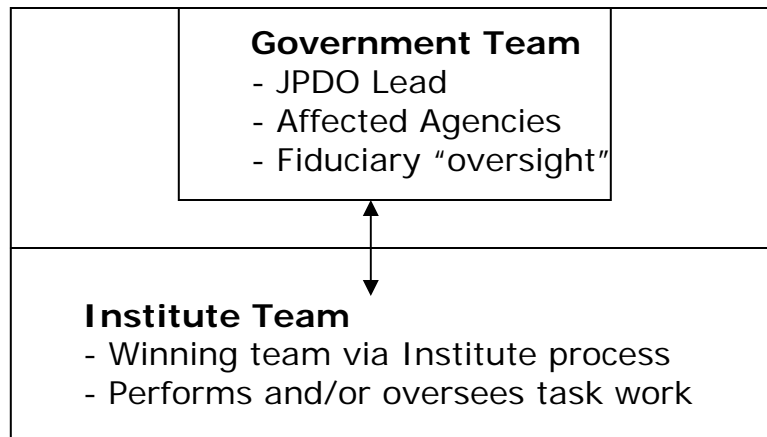 Government Team
- JPDO Lead
- Affected Agencies
- Fiduciary “oversight”
Institute Team
- Winning team via Institute process
- Performs and/or oversees task work